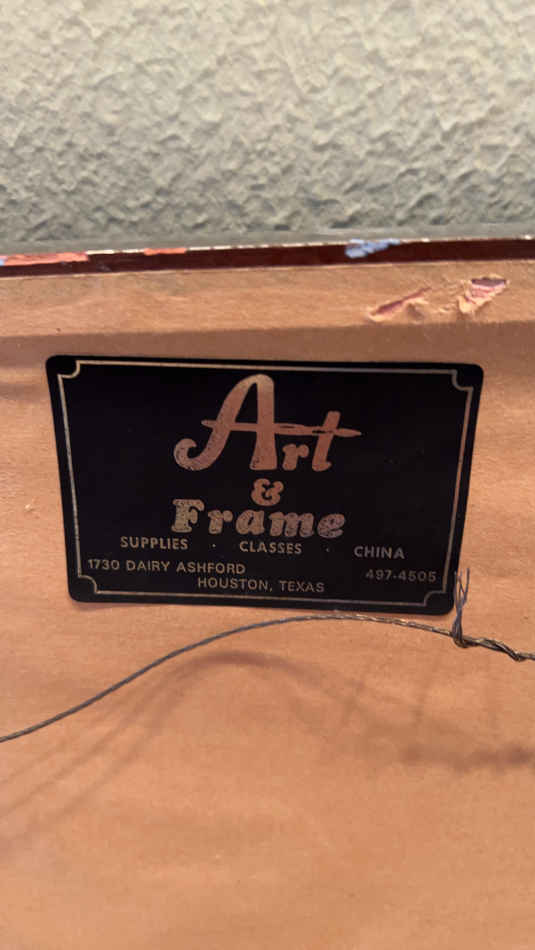 Art
&
Frame
SUPPLIES · CLASSES · CHINA
1730 DAIRY ASHFORD 497-4505
HOUSTON, TEXAS